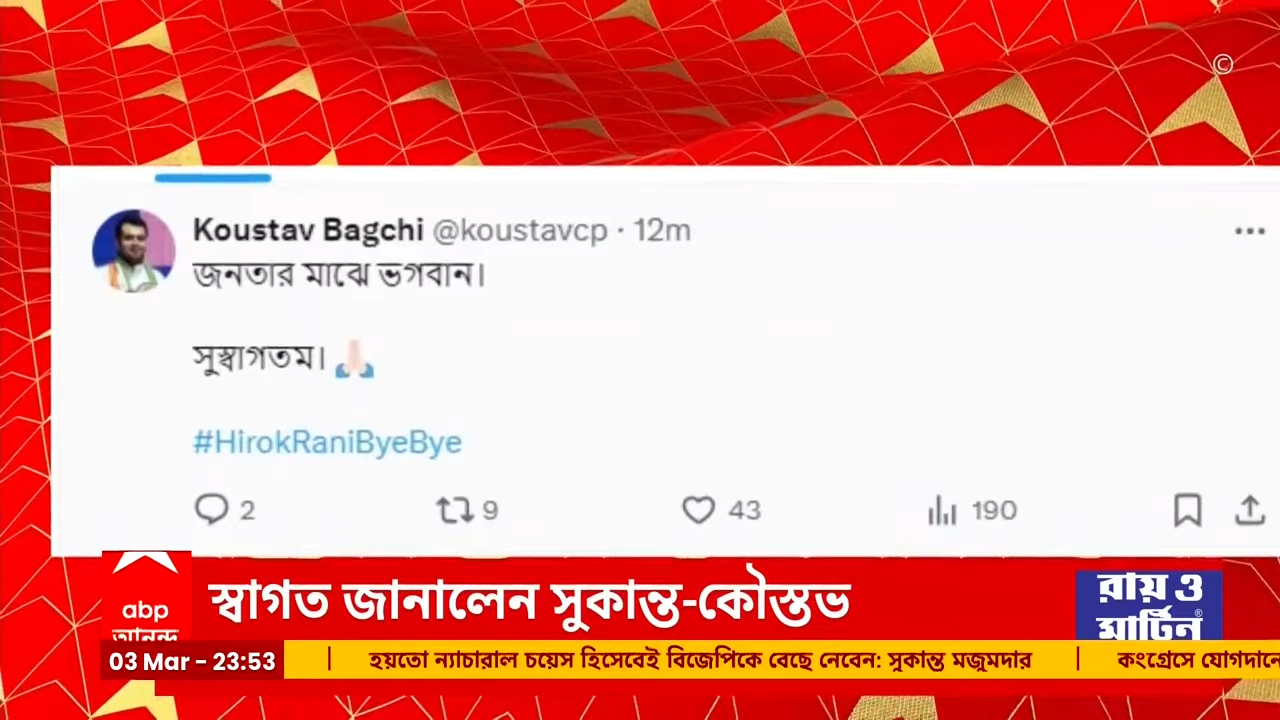 ©
Koustav Bagchi @koustavcp · 12m
জনতার মাঝে ভগবান।
সুস্বাগতম।🙏🏻
#HirokRaniByeBye
2 9 43 190
abp
আনন্দ
স্বাগত জানালেন সুকান্ত-কৌস্তভ
রায় ও
মার্টিন®
03 Mar - 23:53 | হয়তো ন্যাচারাল চয়েস হিসেবেই বিজেপিকে বেছে নেবেন: সুকান্ত মজুমদার | কংগ্রেসে যোগদানে